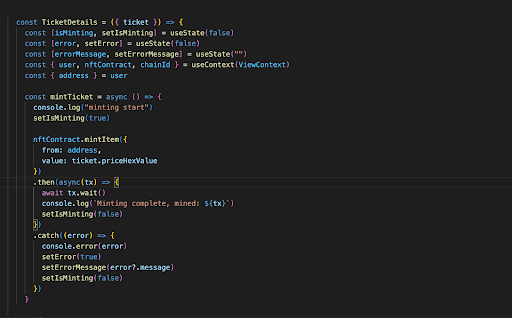 const TicketDetails = ({ ticket }) => {
const [isMinting, setIsMinting] = useState(false)
const [error, setError] = useState(false)
const [errorMessage, setErrorMessage] = useState("")
const { user, nftContract, chainId } = useContext(ViewContext)
const { address } = user
const mintTicket = async () => {
console.log("minting start")
setIsMinting(true)
nftContract.mintItem({
from: address,
value: ticket.priceHexValue
})
.then(async(tx) => {
await tx.wait()
console.log(`Minting complete, mined: ${tx}`)
setIsMinting(false)
})
.catch((error) => {
console.error(error)
setError(true)
setErrorMessage(error?.message)
setIsMinting(false)
})
}